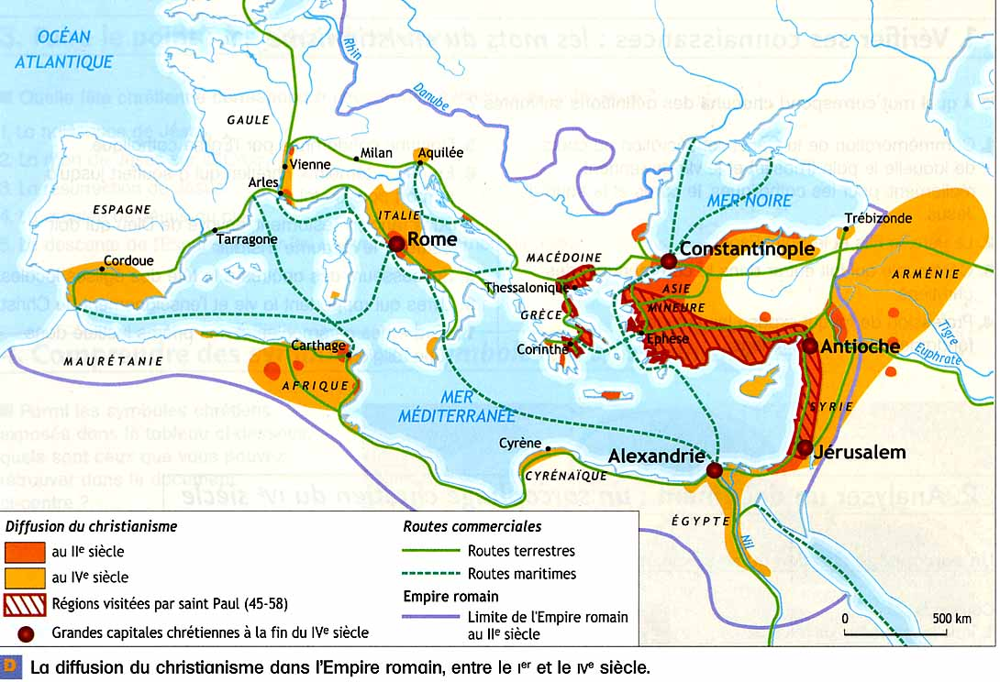 OCÉAN
ATLANTIQUE
Rhin
Danube
GAULE
Vienne
Milan
Aquilée
Arles
ESPAGNE
ITALIE
Rome
Tarragone
Cordoue
MER NOIRE
Trébizonde
Constantinople
MACÉDOINE
Thessalonique
ASIE
MINEURE
ARMÉNIE
GRÈCE
Ephèse
Corinthe
Tigre
Euphrate
Antioche
Carthage
MAURÉTANIE
AFRIQUE
MER
MÉDITERRANÉE
SYRIE
Cyrène
CYRÉNAÏQUE
Alexandrie
Jérusalem
ÉGYPTE
Nil
Diffusion du christianisme
au IIe siècle
au IVe siècle
Régions visitées par saint Paul (45-58)
Grandes capitales chrétiennes à la fin du IVe siècle
Routes commerciales
Routes terrestres
Routes maritimes
Empire romain
Limite de l'Empire romain
au IIe siècle
0 500 km
La diffusion du christianisme dans l'Empire romain, entre le Ier et le IVe siècle.